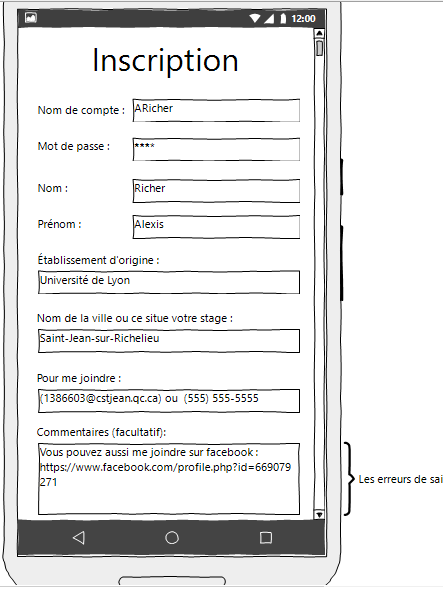 12:00
Inscription
Nom de compte : ARicher
Mot de passe : ****
Nom : Richer
Prénom : Alexis
Établissement d'origine :
Université de Lyon
Nom de la ville ou ce situe votre stage :
Saint-Jean-sur-Richelieu
Pour me joindre :
(1386603@cstjean.qc.ca) ou (555) 555-5555
Commentaires (facultatif):
Vous pouvez aussi me joindre sur facebook :
https://www.facebook.com/profile.php?id=669079
271
Les erreurs de sai